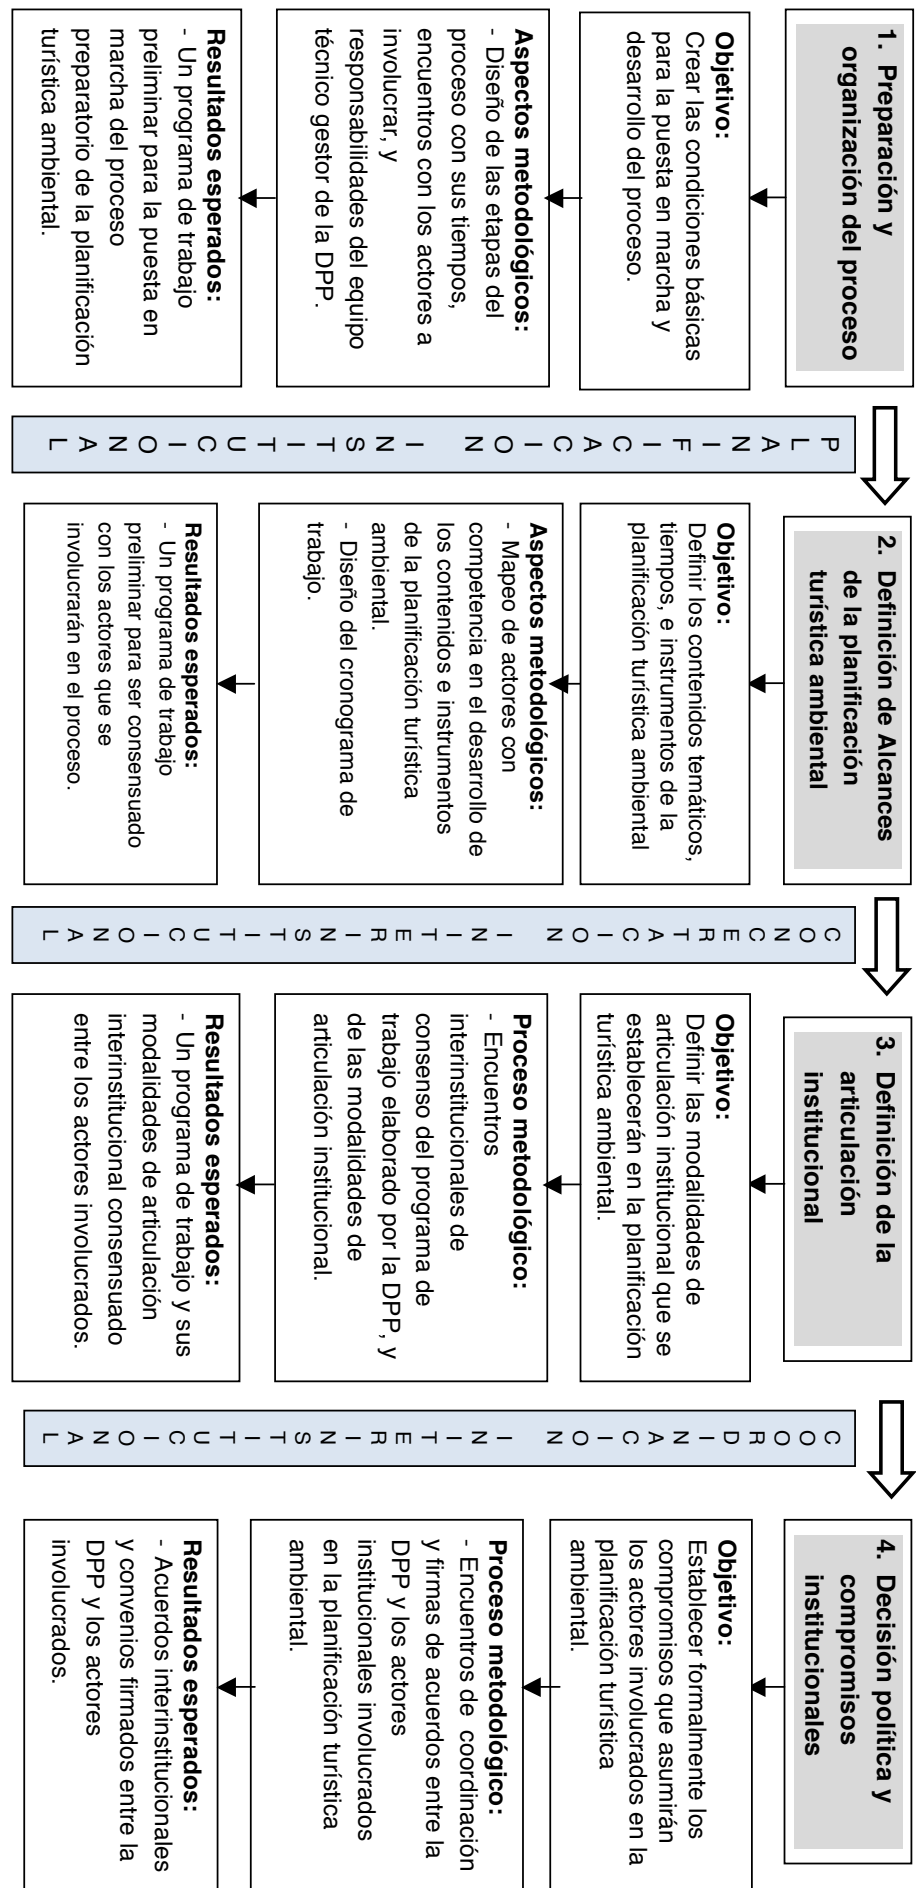 1. Preparación y
organización del proceso
Objetivo:
Crear las condiciones básicas
para la puesta en marcha y
desarrollo del proceso.
Aspectos metodológicos:
- Diseño de las etapas del
proceso con sus tiempos,
encuentros con los actores a
involucrar, y
responsabilidades del equipo
técnico gestor de la DPP.
Resultados esperados:
- Un programa de trabajo
preliminar para la puesta en
marcha del proceso
preparatorio de la planificación
turística ambiental.
PLANIFICACION INSTITUCIONAL
2. Definición de Alcances
de la planificación
turística ambiental
Objetivo:
Definir los contenidos temáticos,
tiempos, e instrumentos de la
planificación turística ambiental
Aspectos metodológicos:
- Mapeo de actores con
competencia en el desarrollo de
los contenidos e instrumentos
de la planificación turística
ambiental.
- Diseño del cronograma de
trabajo.
Resultados esperados:
- Un programa de trabajo
preliminar para ser consensuado
con los actores que se
involucrarán en el proceso.
CONCERTACION INTERINSTITUCIONAL
3. Definición de la
articulación
institucional
Objetivo:
Definir las modalidades de
articulación institucional que se
establecerán en la planificación
turística ambiental.
Proceso metodológico:
- Encuentros
interinstitucionales de
consenso del programa de
trabajo elaborado por la DPP, y
de las modalidades de
articulación institucional.
Resultados esperados:
- Un programa de trabajo y sus
modalidades de articulación
interinstitucional consensuado
entre los actores involucrados.
COORDINACION INTERINSTITUCIONAL
4. Decisión política y
compromisos
institucionales
Objetivo:
Establecer formalmente los
compromisos que asumirán
los actores involucrados en la
planificación turística
ambiental.
Proceso metodológico:
- Encuentros de coordinación
y firmas de acuerdos entre la
DPP y los actores
institucionales involucrados
en la planificación turística
ambiental.
Resultados esperados:
- Acuerdos interinstitucionales
y convenios firmados entre la
DPP y los actores
involucrados.